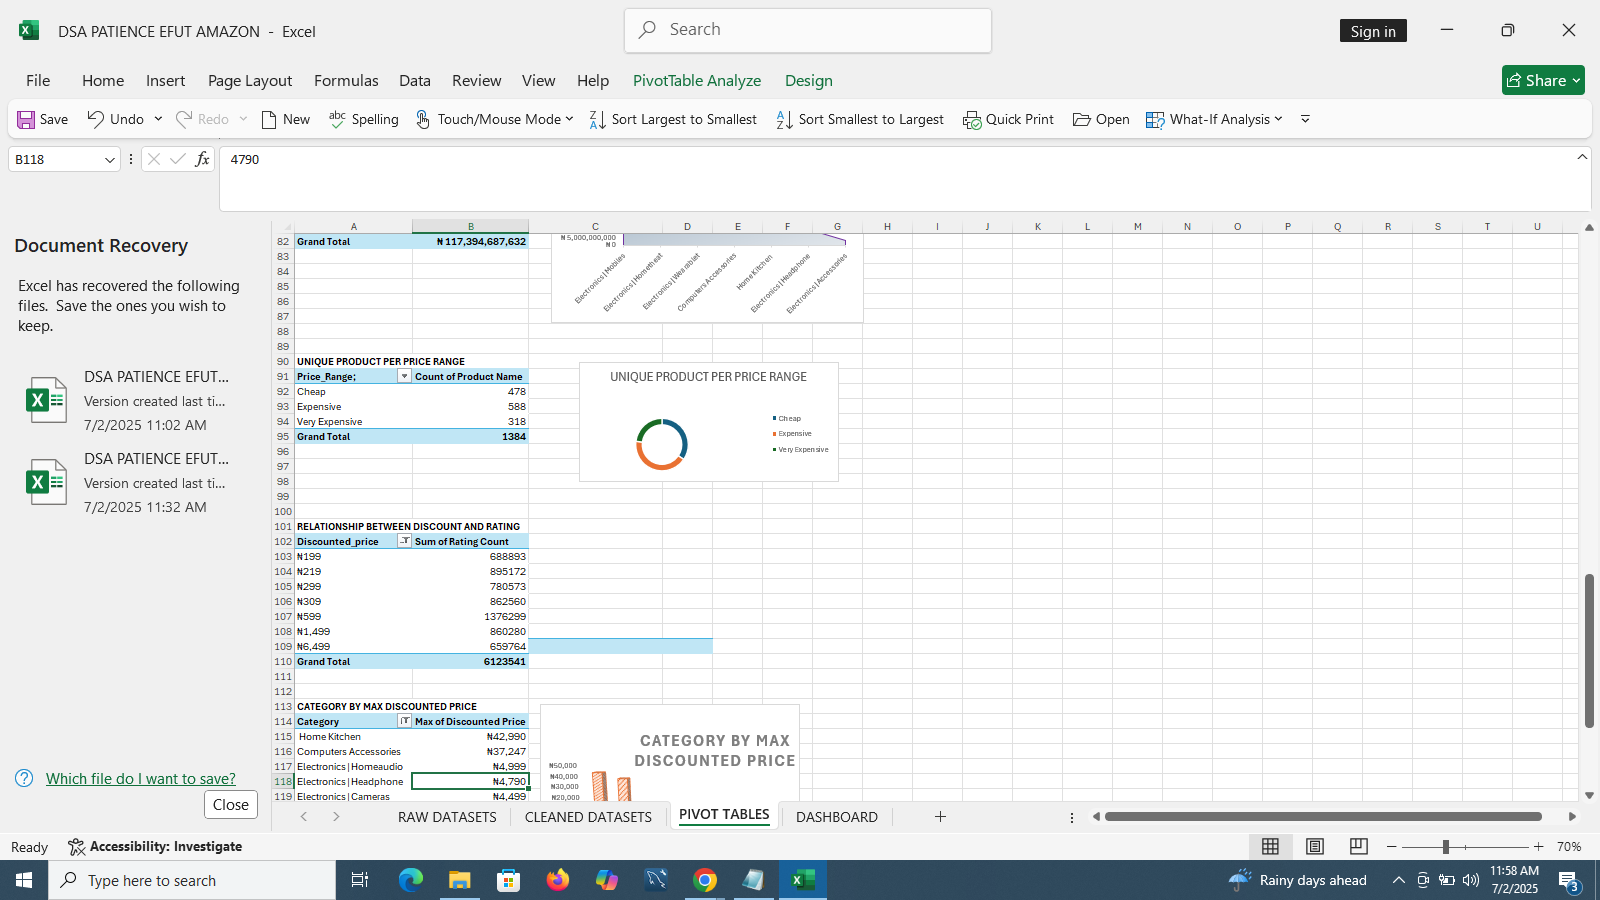 DSA PATIENCE EFUT AMAZON - Excel
Search
Sign in
File Home Insert Page Layout Formulas Data Review View Help PivotTable Analyze Design
Share
Save Undo Redo New Spelling Touch/Mouse Mode Sort Largest to Smallest Sort Smallest to Largest Quick Print Open What-If Analysis
B118 fx 4790
Document Recovery
Excel has recovered the following
files. Save the ones you wish to
keep.
DSA PATIENCE EFUT...
Version created last ti...
7/2/2025 11:02 AM
DSA PATIENCE EFUT...
Version created last ti...
7/2/2025 11:32 AM
Which file do I want to save?
Close
A B C D E F G H I J K L M N O P Q R S T U
82 Grand Total ₦ 117,394,687,632
83
84
85
86
87
88
89
90 UNIQUE PRODUCT PER PRICE RANGE
91 Price_Range; Count of Product Name
92 Cheap 478
93 Expensive 588
94 Very Expensive 318
95 Grand Total 1384
96
97
98
99
100
101 RELATIONSHIP BETWEEN DISCOUNT AND RATING
102 Discounted_price Sum of Rating Count
103 ₦199 688893
104 ₦219 895172
105 ₦299 780573
106 ₦309 862560
107 ₦599 1376299
108 ₦1,499 860280
109 ₦6,499 659764
110 Grand Total 6123541
111
112
113 CATEGORY BY MAX DISCOUNTED PRICE
114 Category Max of Discounted Price
115 Home Kitchen ₦42,990
116 Computers Accessories ₦37,247
117 Electronics|Homeaudio ₦4,999
118 Electronics|Headphone ₦4,790
119 Electronics|Cameras ₦4,499
₦ 5,000,000,000
₦ 0
Electronics|Mobiles
Electronics|Hometheat
Electronics|Wearablet
Computers Accessories
Home Kitchen
Electronics|Headphone
Electronics|Accessories
UNIQUE PRODUCT PER PRICE RANGE
Cheap
Expensive
Very Expensive
CATEGORY BY MAX
DISCOUNTED PRICE
₦50,000
₦40,000
₦30,000
₦20,000
RAW DATASETS CLEANED DATASETS PIVOT TABLES DASHBOARD
Ready Accessibility: Investigate 70%
Type here to search
Rainy days ahead
11:58 AM
7/2/2025
3